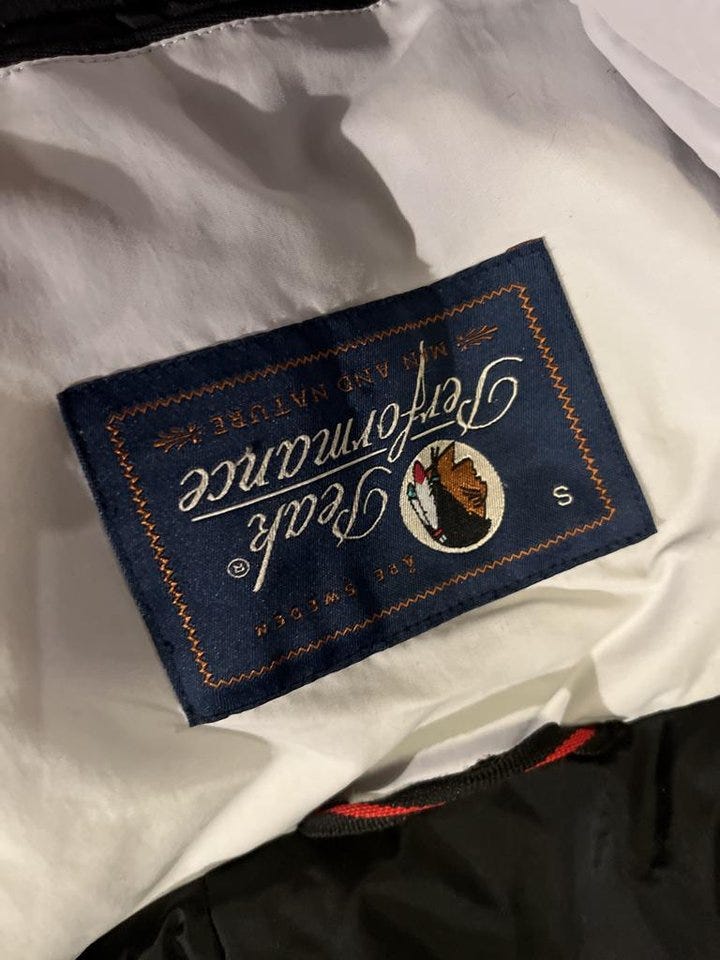 ÅRE SWEDEN
S
Peak®
Performance
MAN AND NATURE